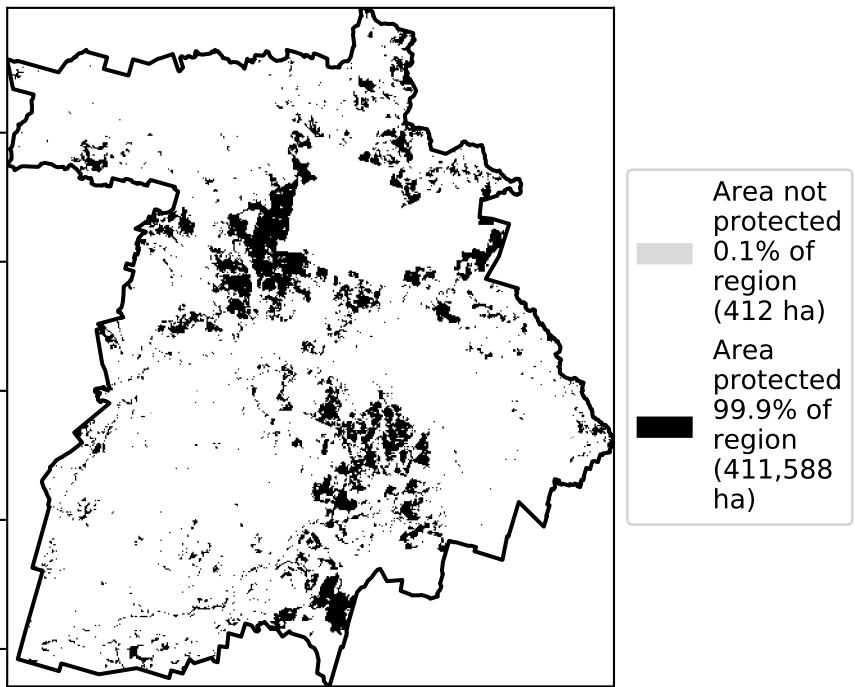 Area not
protected
0.1% of
region
(412 ha)
Area
protected
99.9% of
region
(411,588
ha)